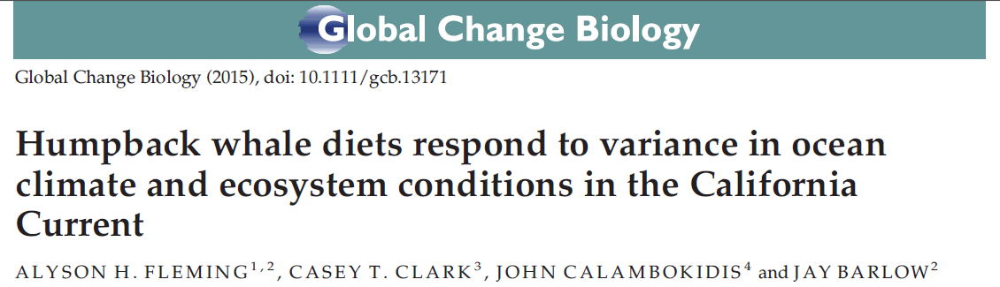 Global Change Biology
Global Change Biology (2015), doi: 10.1111/gcb.13171
Humpback whale diets respond to variance in ocean
climate and ecosystem conditions in the California
Current
ALYSON H. FLEMING1,2, CASEY T. CLARK3, JOHN CALAMBOKIDIS4 and JAY BARLOW2